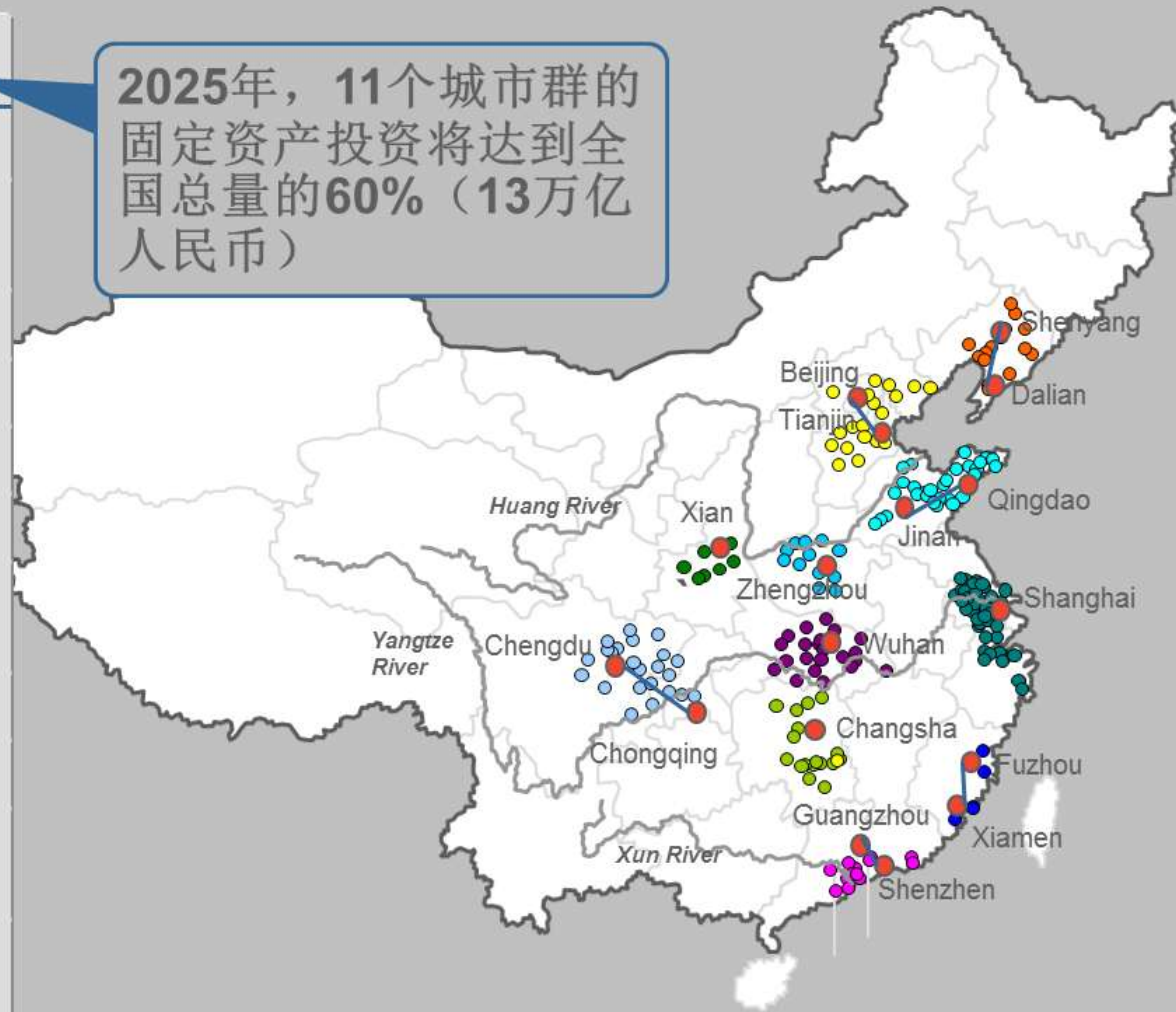 2025年，11个城市群的
固定资产投资将达到全
国总量的60%（13万亿
人民币）
Shenyang
Beijing
Dalian
Tianjin
Huang River
Xian
Qingdao
Jinan
Zhengzhou
Shanghai
Yangtze
River
Chengdu
Wuhan
Changsha
Chongqing
Fuzhou
Guangzhou
Xiamen
Xun River
Shenzhen